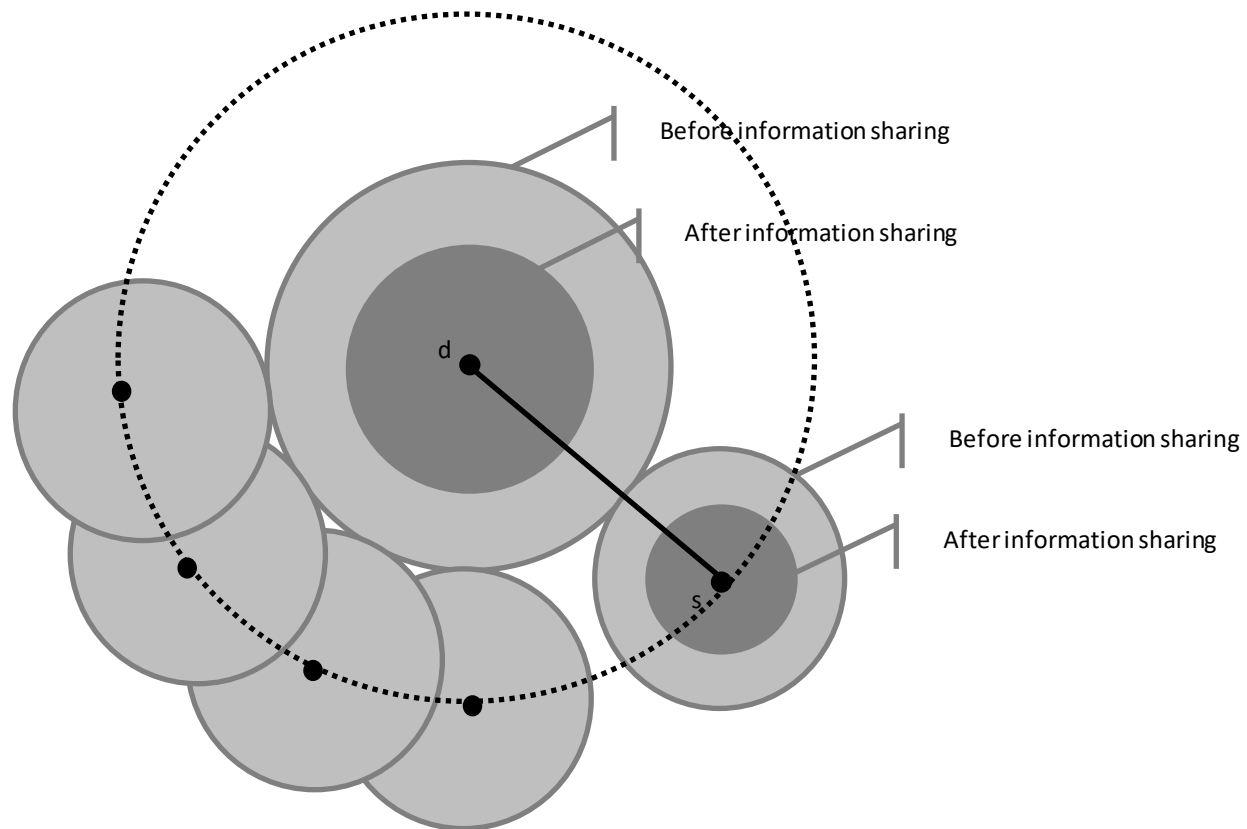 Before information sharing
After information sharing
d
Before information sharing
After information sharing
s